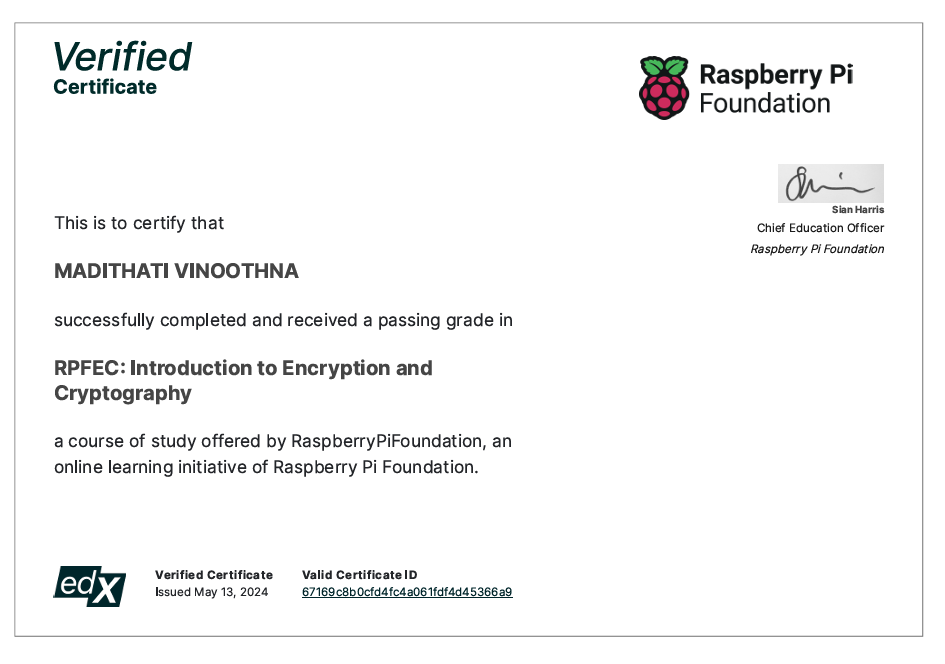 Verified
Certificate
Raspberry Pi
Foundation
Sian Harris
Chief Education Officer
Raspberry Pi Foundation
This is to certify that
MADITHATI VINOOTHNA
successfully completed and received a passing grade in
RPFEC: Introduction to Encryption and
Cryptography
a course of study offered by RaspberryPiFoundation, an
online learning initiative of Raspberry Pi Foundation.
edX
Verified Certificate
Issued May 13, 2024
Valid Certificate ID
67169c8b0cfd4fc4a061fdf4d45366a9